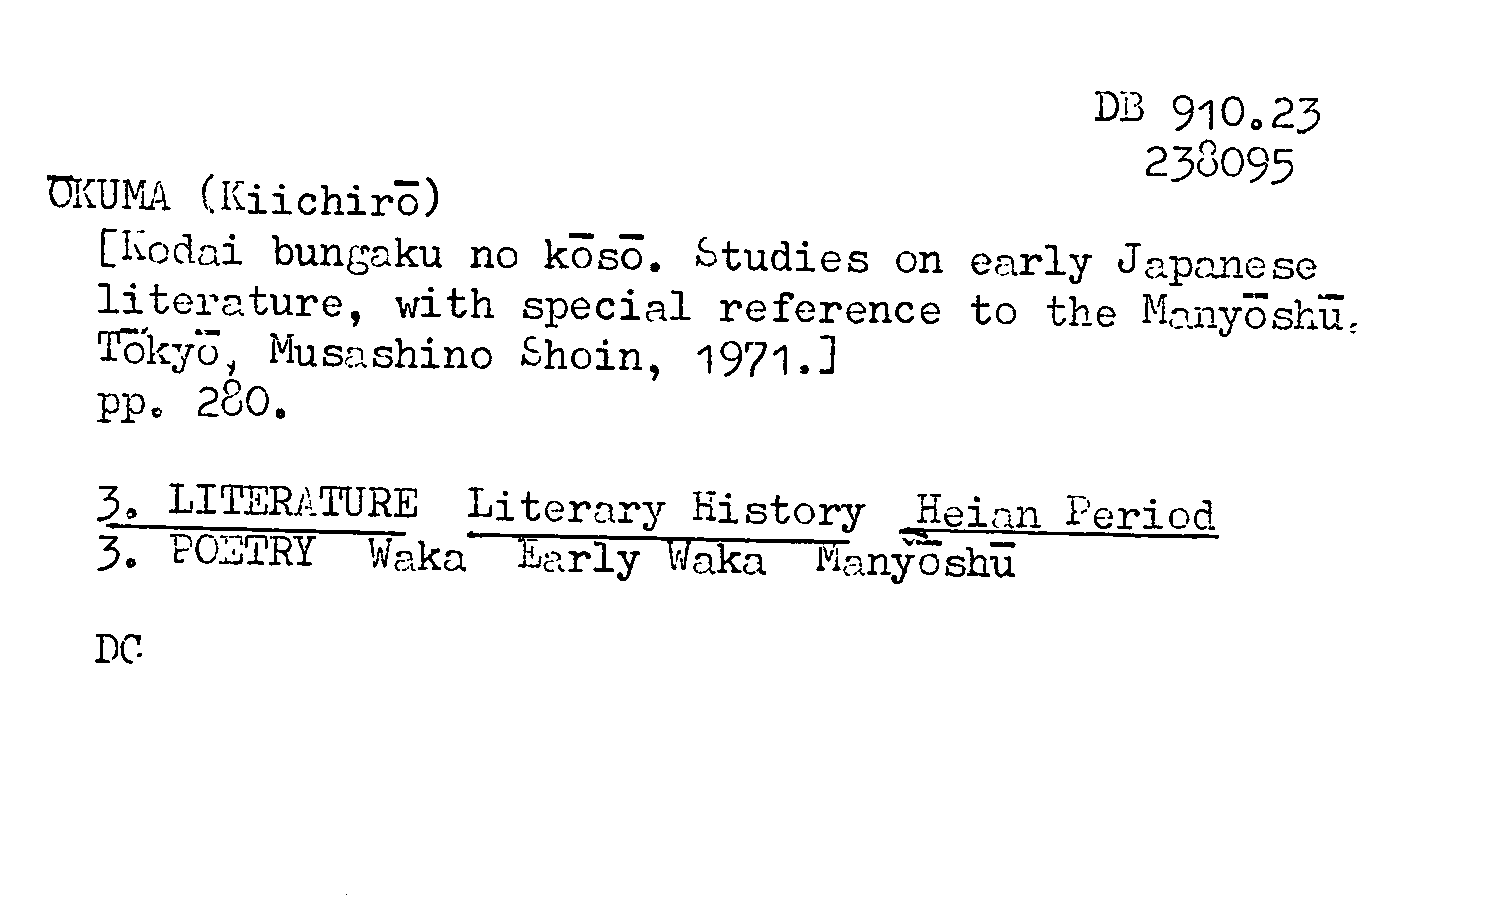 DB 910.23
238095
ŌKUMA (Kiichirō)
[Kodai bungaku no kōsō. Studies on early Japanese
literature, with special reference to the Manyōshū.
Tōkyō, Musashino Shoin, 1971.]
pp. 280.
3. LITERATURE Literary History Heian Period
3. POETRY Waka Early Waka Manyōshū
DC